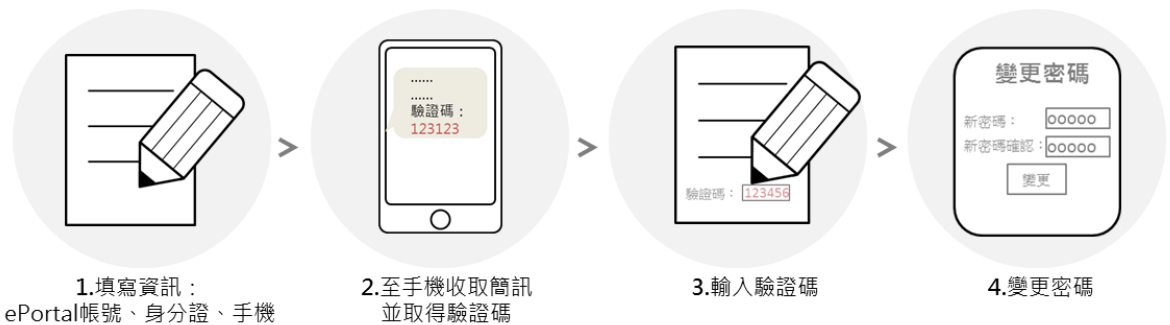 ......
......
驗證碼：
123123
驗證碼： 123456
變更密碼
新密碼： ooooo
新密碼確認： ooooo
變更
>
>
>
1.填寫資訊：
ePortal帳號、身分證、手機
2.至手機收取簡訊
並取得驗證碼
3.輸入驗證碼
4.變更密碼